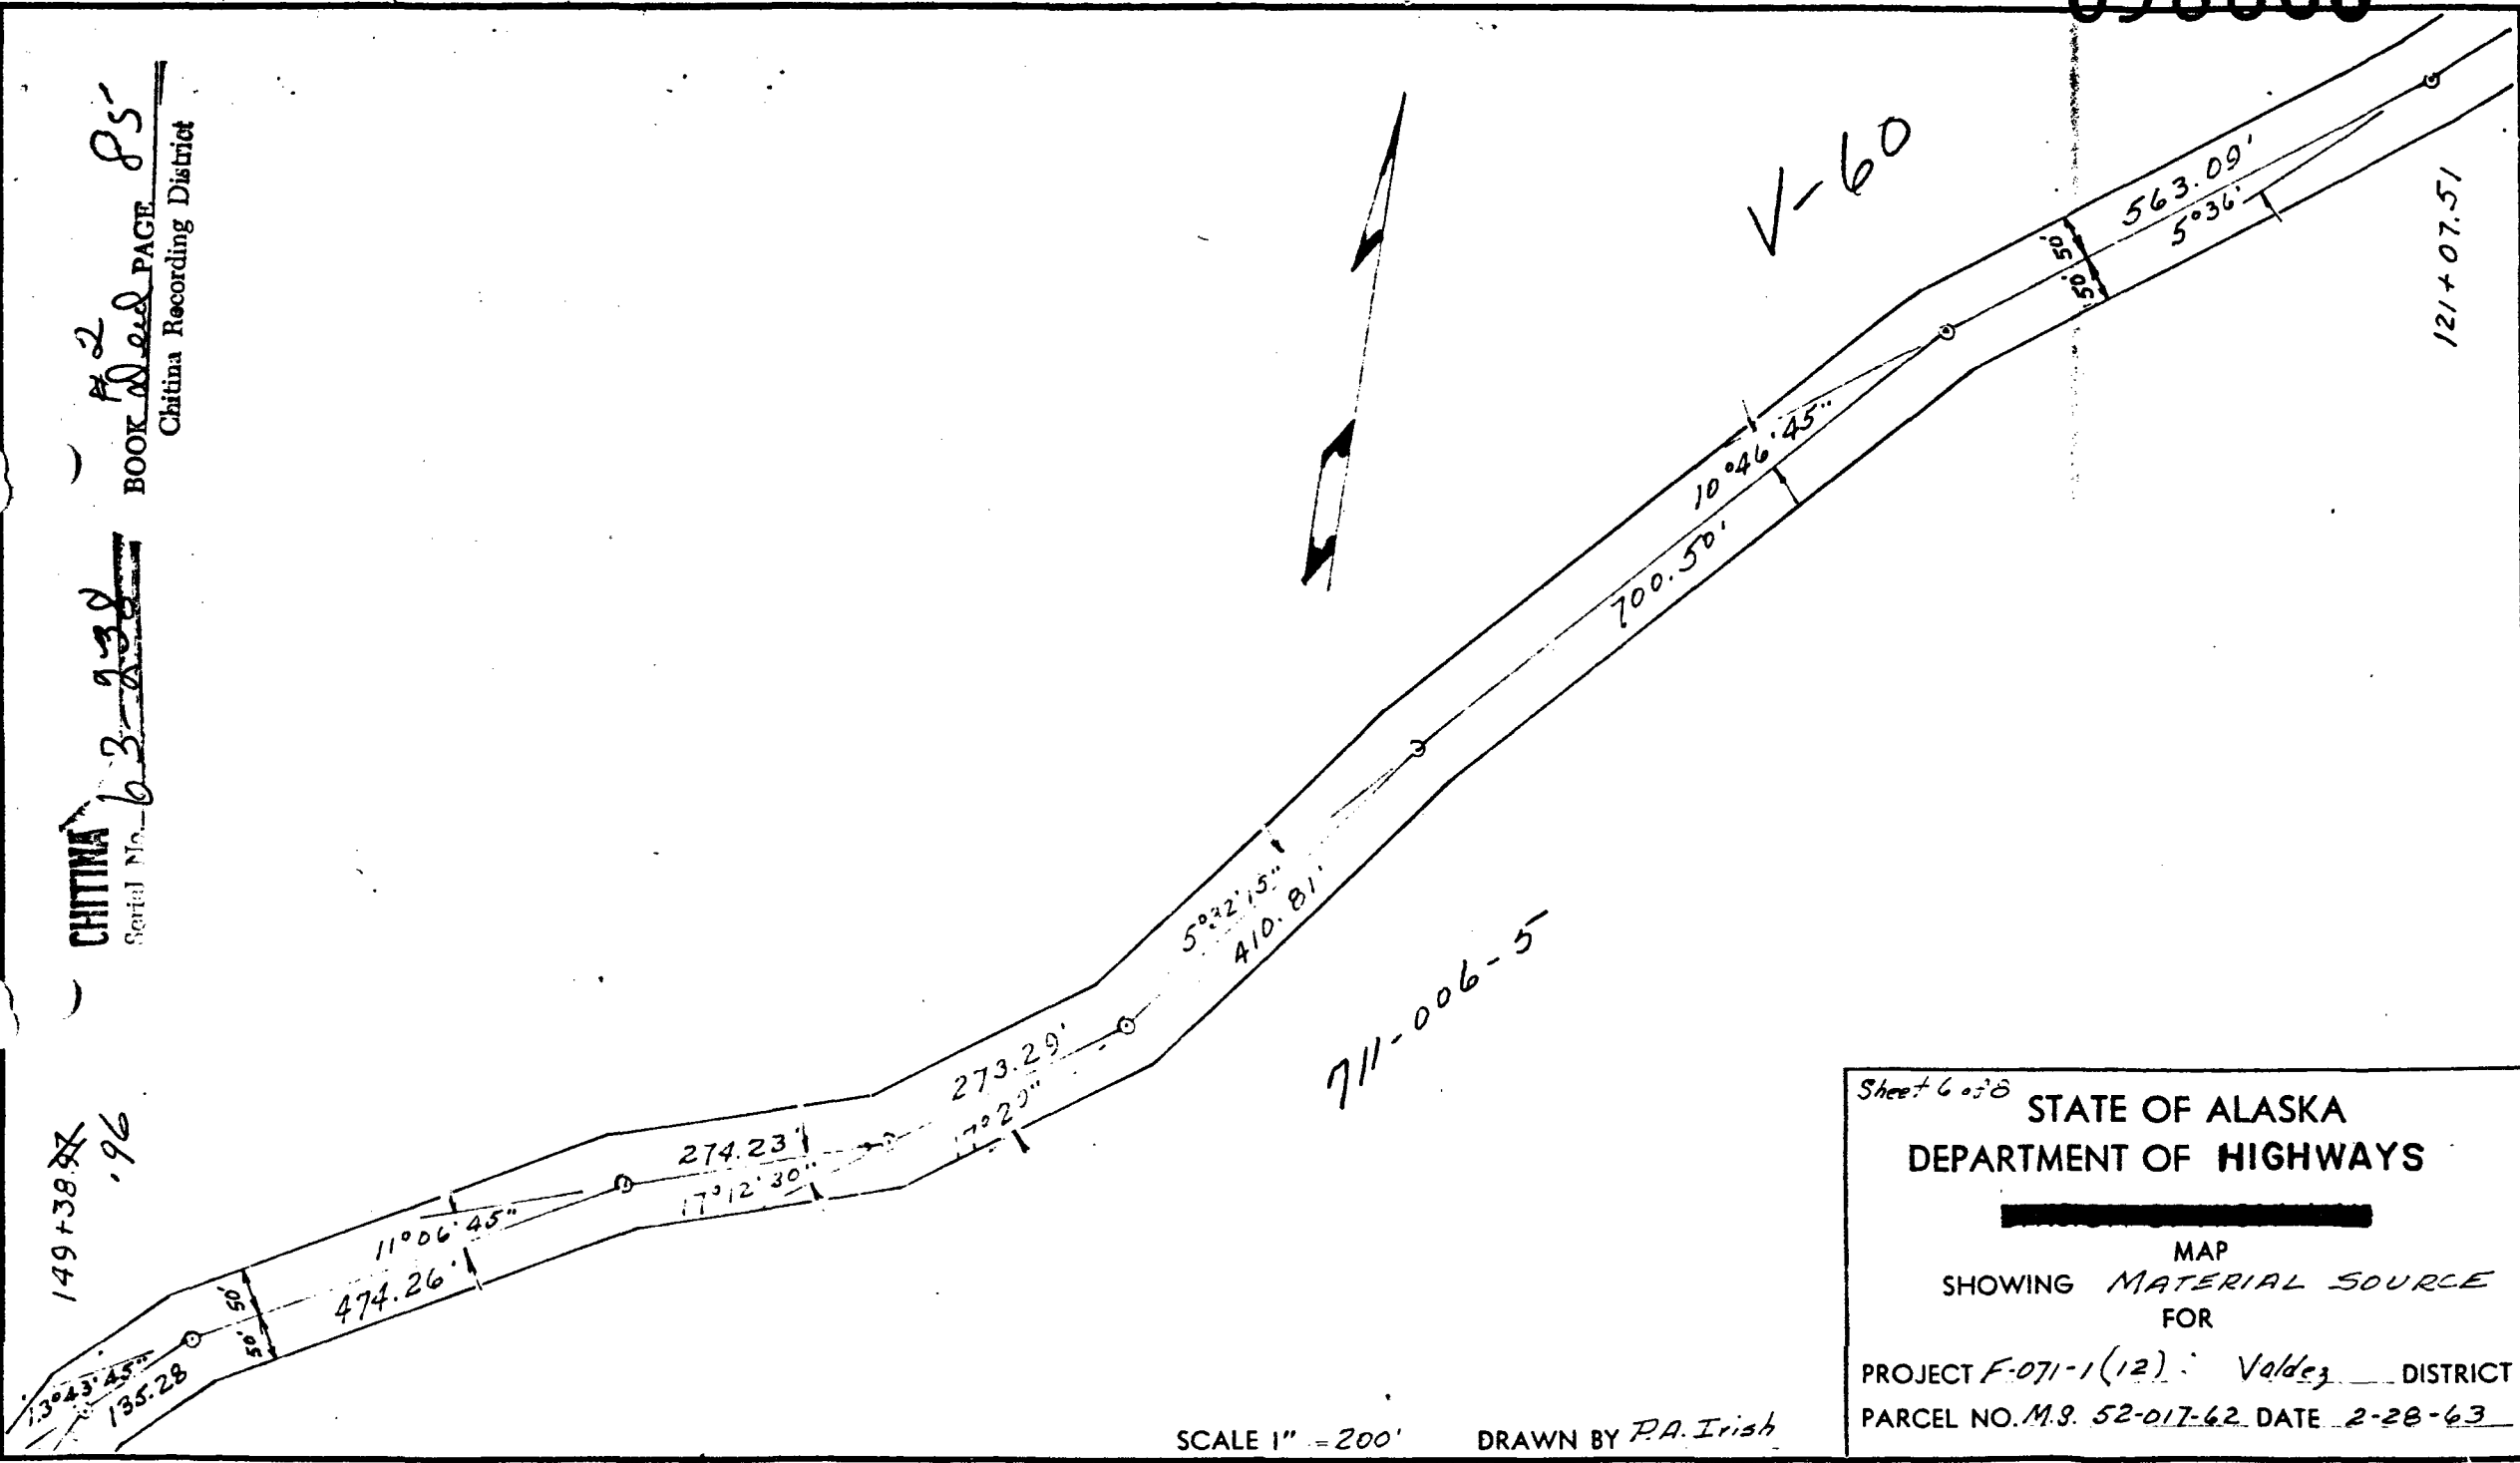 CHITINA
Serial No. 63-938
#2
BOOK Deed PAGE 85
Chitina Recording District
V-60
563.09'
5°36'
50'
50'
121+07.51
10°46'45"
700.50'
5°22'15"
410.81'
711-006-5
273.29'
17°29"
274.23'
17°12'30"
11°06'45"
474.26'
50'
50'
13°43'45"
135.28
149+38
.96
SCALE 1" = 200'
DRAWN BY P.A. Irish
Sheet 6 of 8
STATE OF ALASKA
DEPARTMENT OF HIGHWAYS
MAP
SHOWING MATERIAL SOURCE
FOR
PROJECT F-071-1(12) : Valdez DISTRICT
PARCEL NO. M.S. 52-017-62 DATE 2-28-63